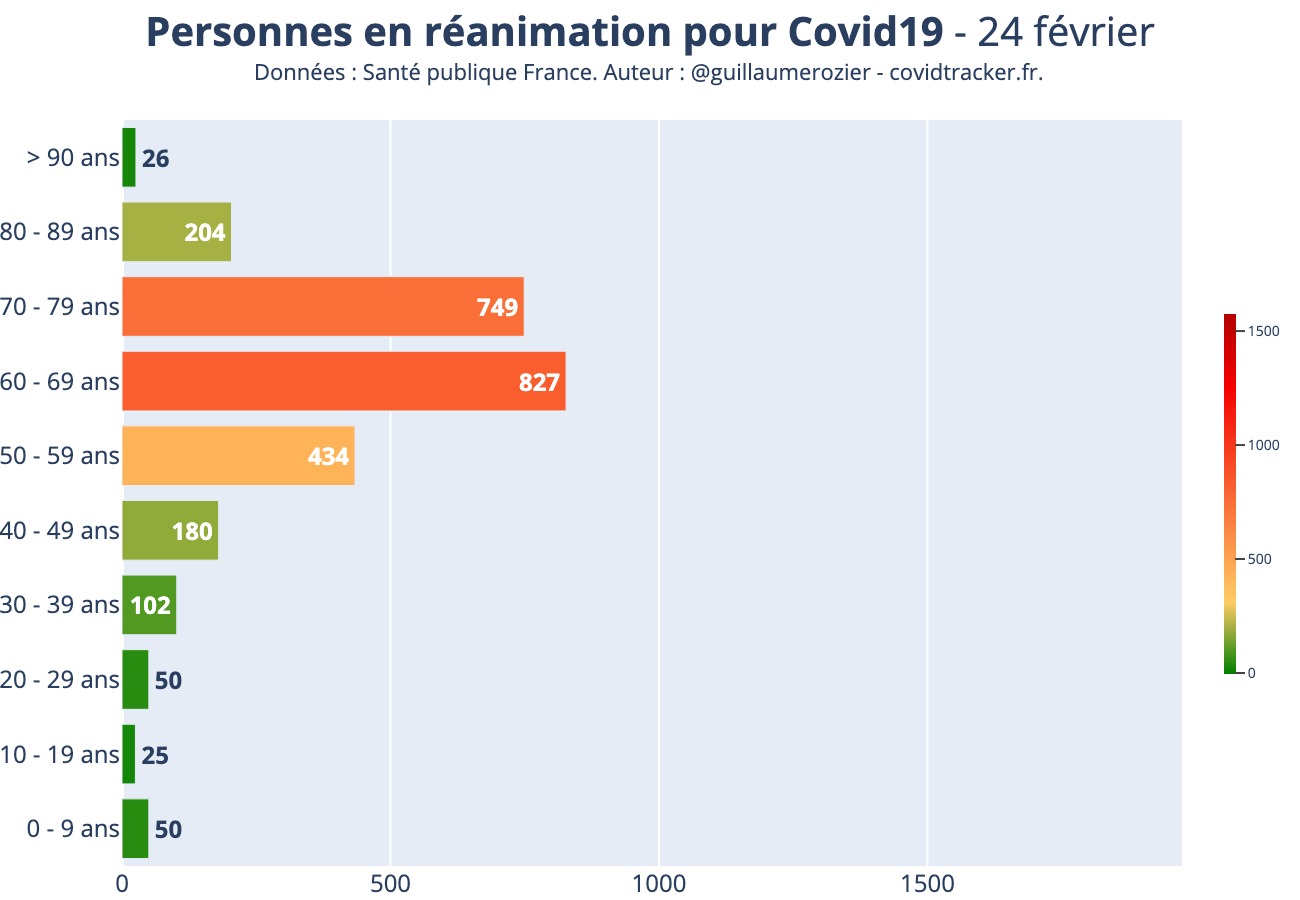 Personnes en réanimation pour Covid19 - 24 février
Données : Santé publique France. Auteur : @guillaumerozier - covidtracker.fr.
> 90 ans 26
80 - 89 ans 204
70 - 79 ans 749
60 - 69 ans 827
50 - 59 ans 434
40 - 49 ans 180
30 - 39 ans 102
20 - 29 ans 50
10 - 19 ans 25
0 - 9 ans 50
0 500 1000 1500
1500
1000
500
0